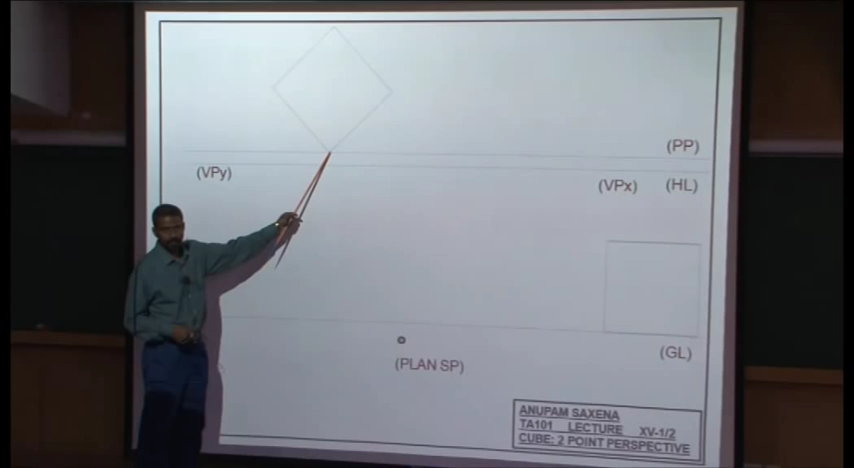 (PP)
(VPy)
(VPx)
(HL)
(PLAN SP)
(GL)
ANUPAM SAXENA
TA101 LECTURE XV-1/2
CUBE: 2 POINT PERSPECTIVE